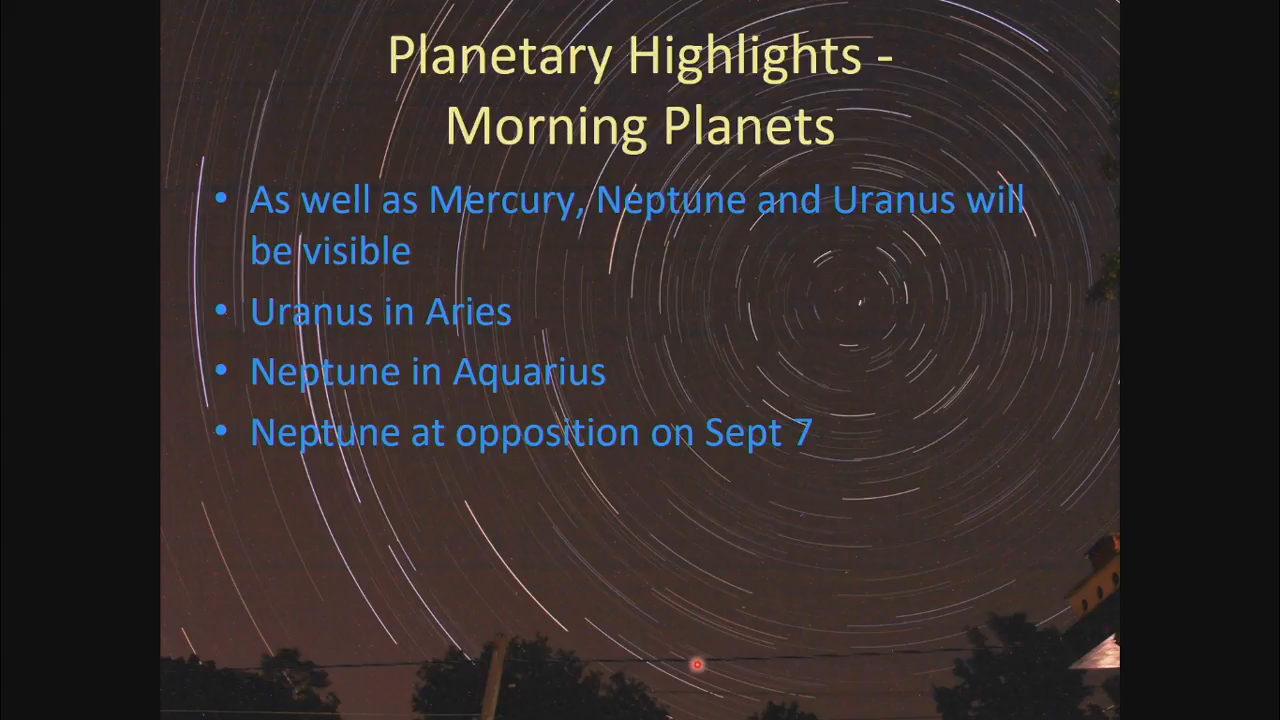 Planetary Highlights -
Morning Planets
• As well as Mercury, Neptune and Uranus will
be visible
• Uranus in Aries
• Neptune in Aquarius
• Neptune at opposition on Sept 7